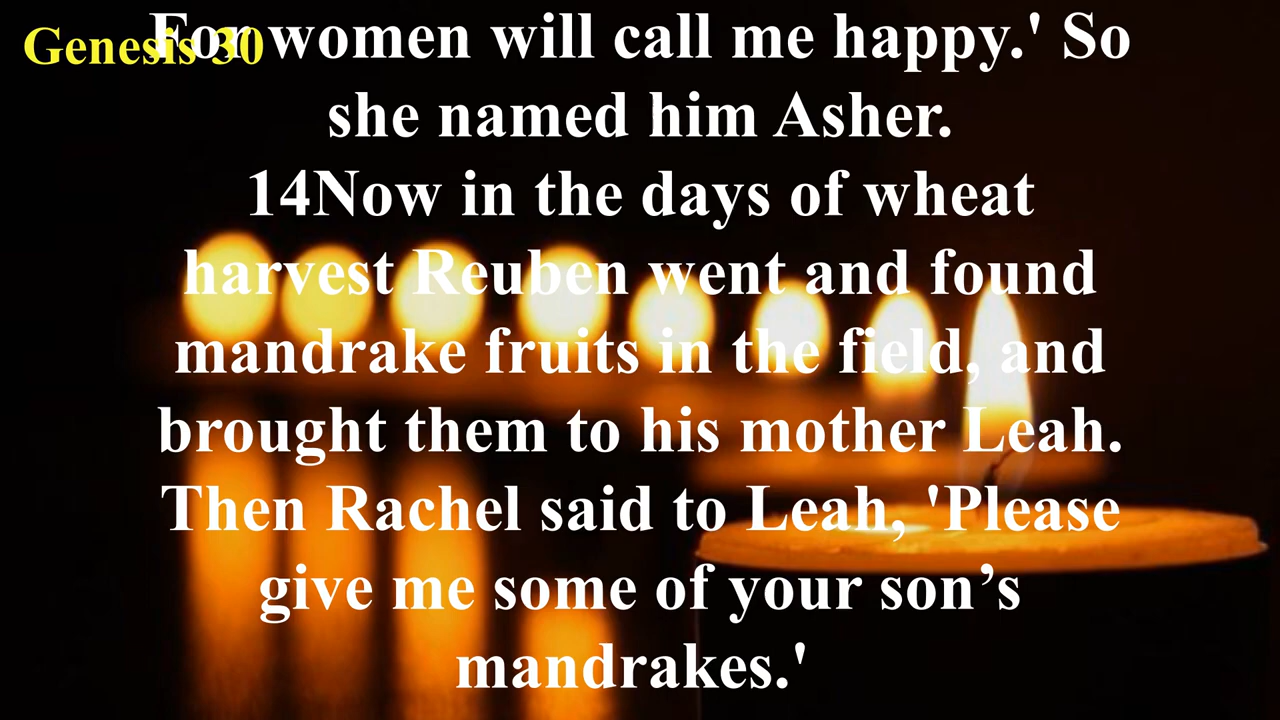 Genesis 30
For women will call me happy.' So
she named him Asher.
14Now in the days of wheat
harvest Reuben went and found
mandrake fruits in the field, and
brought them to his mother Leah.
Then Rachel said to Leah, 'Please
give me some of your son’s
mandrakes.'